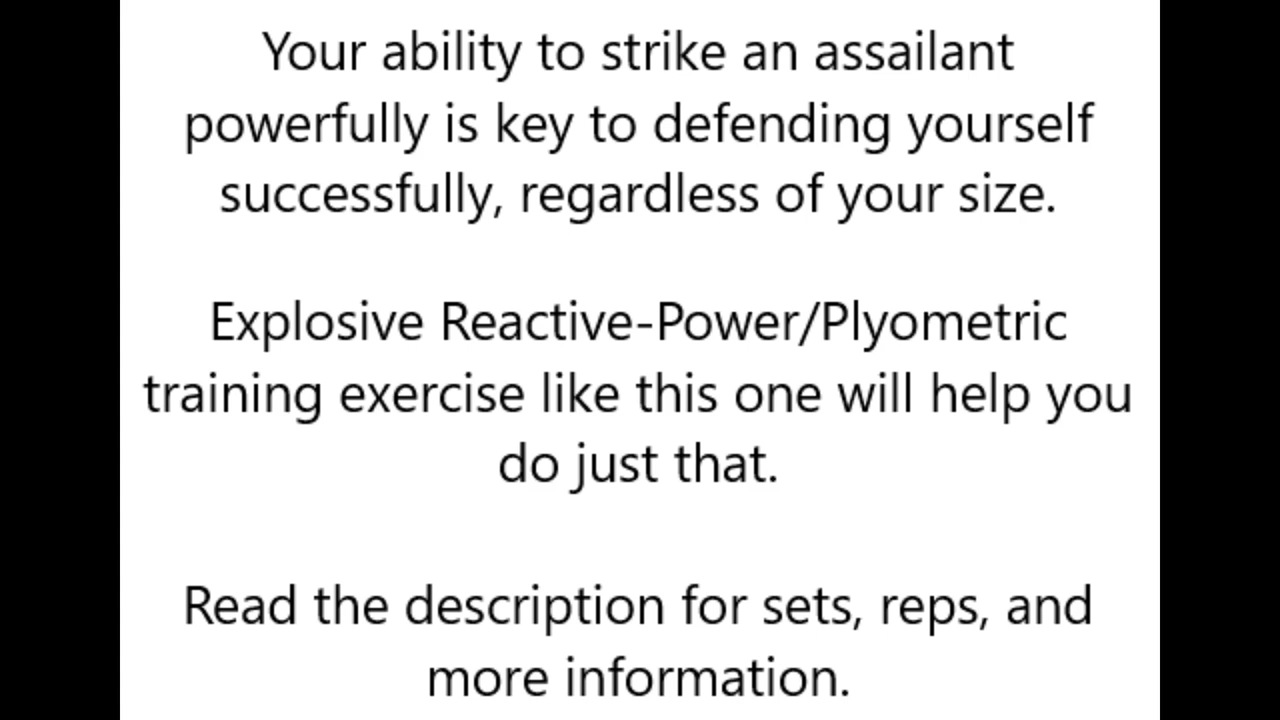 Your ability to strike an assailant
powerfully is key to defending yourself
successfully, regardless of your size.
Explosive Reactive-Power/Plyometric
training exercise like this one will help you
do just that.
Read the description for sets, reps, and
more information.